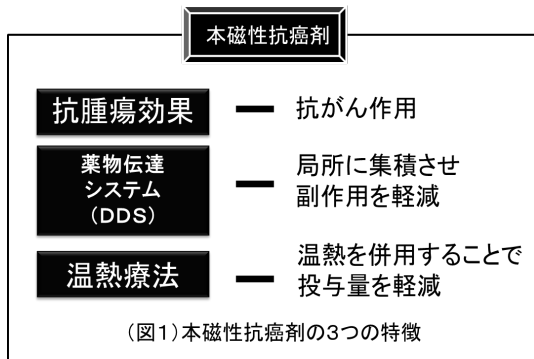 本磁性抗癌剤
抗腫瘍効果 ー 抗がん作用
薬物伝達
システム
(DDS)
ー 局所に集積させ
副作用を軽減
温熱療法 ー 温熱を併用することで
投与量を軽減
(図1)本磁性抗癌剤の3つの特徴